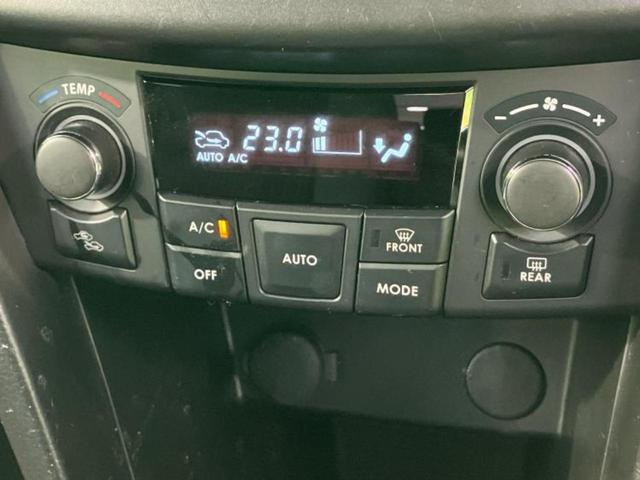 TEMP
23.0
AUTO A/C
- +
A/C
OFF
AUTO
FRONT
MODE
REAR